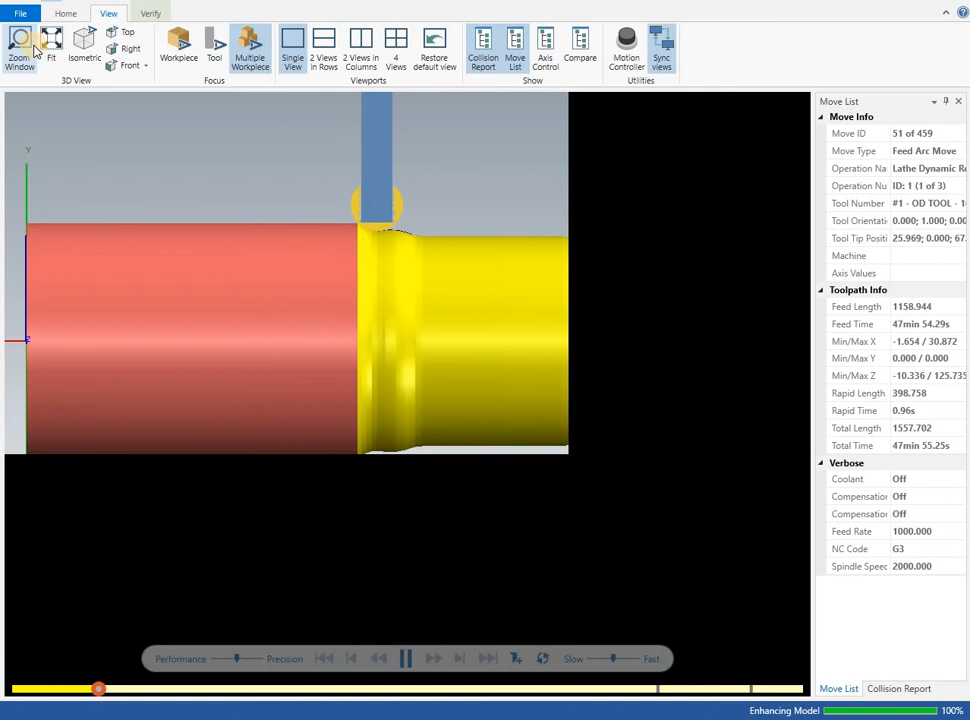 File Home View Verify
Zoom Window
Fit
Isometric
Top
Right
Front
3D View
Workpiece
Tool
Multiple Workpiece
Focus
Single View
2 Views in Rows
2 Views in Columns
4 Views
Restore default view
Viewports
Collision Report
Move List
Axis Control
Compare
Show
Motion Controller
Sync views
Utilities
Y
Z
Move List
Move Info
Move ID 51 of 459
Move Type Feed Arc Move
Operation Na Lathe Dynamic Ro
Operation Nu ID: 1 (1 of 3)
Tool Number #1 - OD TOOL - 1
Tool Orientati 0.000; 1.000; 0.00
Tool Tip Positi 25.969; 0.000; 67.
Machine
Axis Values
Toolpath Info
Feed Length 1158.944
Feed Time 47min 54.29s
Min/Max X -1.654 / 30.872
Min/Max Y 0.000 / 0.000
Min/Max Z -10.336 / 125.735
Rapid Length 398.758
Rapid Time 0.96s
Total Length 1557.702
Total Time 47min 55.25s
Verbose
Coolant Off
Compensation Off
Compensation Off
Feed Rate 1000.000
NC Code G3
Spindle Speed 2000.000
Performance Precision Slow Fast
Move List Collision Report
Enhancing Model 100%